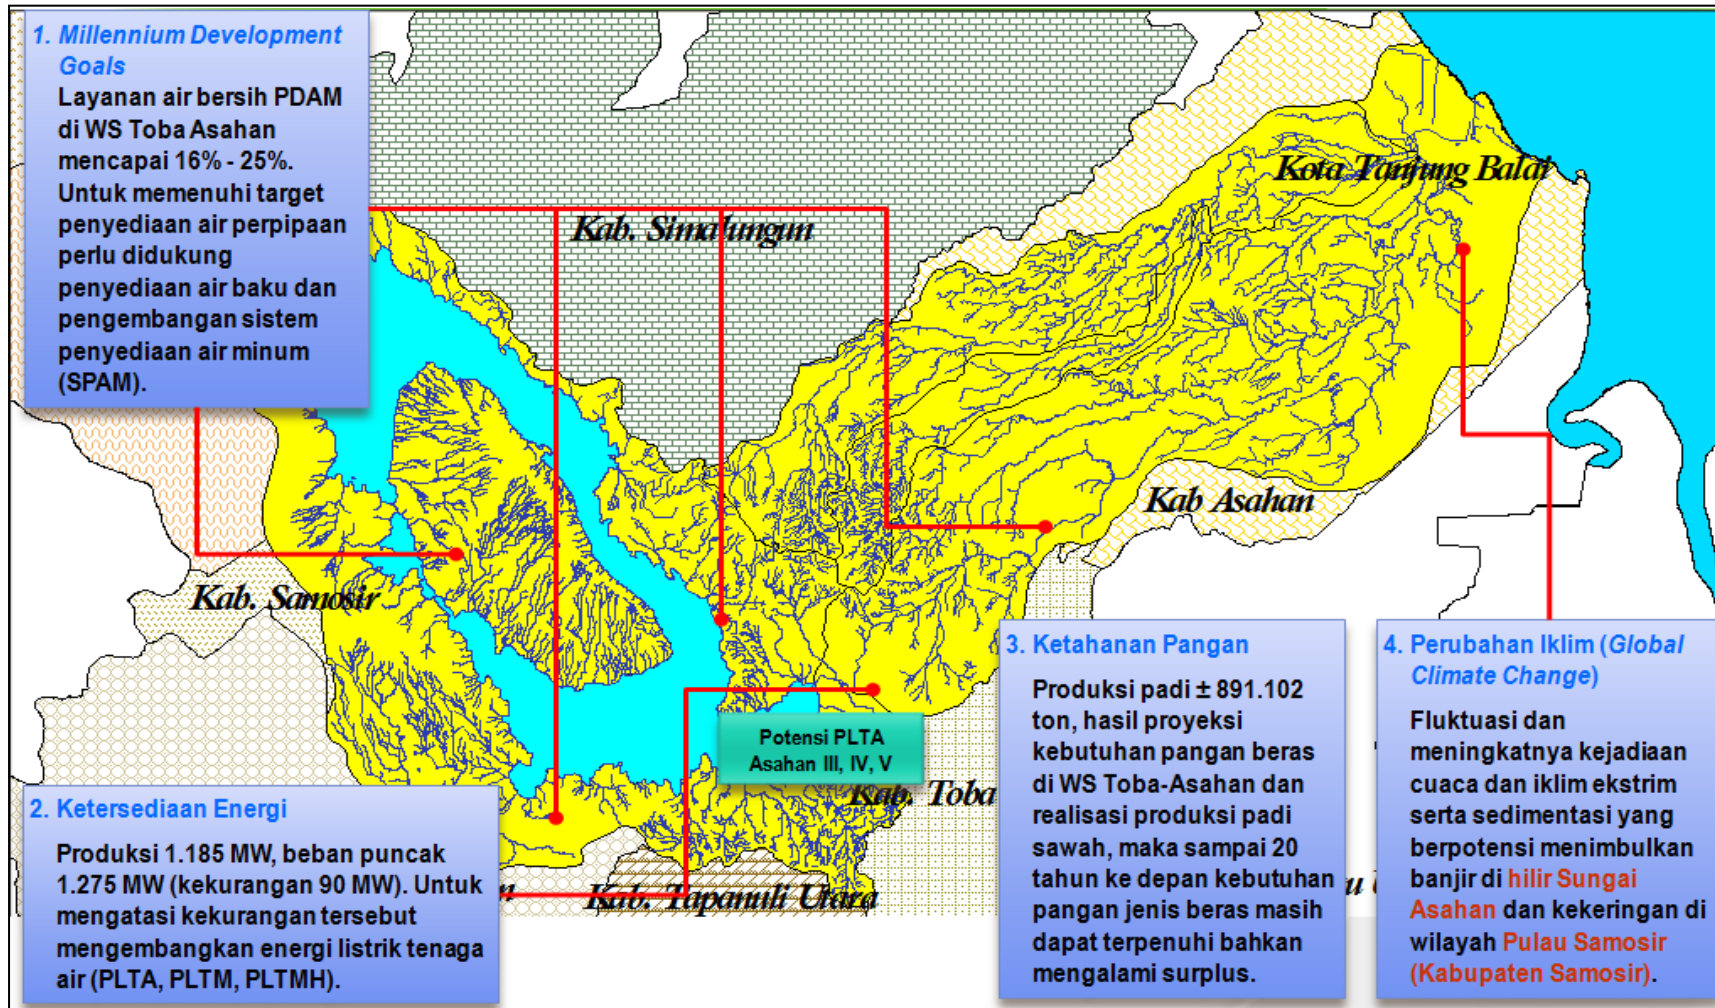 1. Millennium Development
Goals
Layanan air bersih PDAM
di WS Toba Asahan
mencapai 16% - 25%.
Untuk memenuhi target
penyediaan air perpipaan
perlu didukung
penyediaan air baku dan
pengembangan sistem
penyediaan air minum
(SPAM).
Kota Tanjung Balai
Kab. Simalungun
Kab Asahan
Kab. Samosir
Potensi PLTA
Asahan III, IV, V
Kab. Toba
Kab. Tapanuli Utara
2. Ketersediaan Energi
Produksi 1.185 MW, beban puncak
1.275 MW (kekurangan 90 MW). Untuk
mengatasi kekurangan tersebut
mengembangkan energi listrik tenaga
air (PLTA, PLTM, PLTMH).
3. Ketahanan Pangan
Produksi padi ± 891.102
ton, hasil proyeksi
kebutuhan pangan beras
di WS Toba-Asahan dan
realisasi produksi padi
sawah, maka sampai 20
tahun ke depan kebutuhan
pangan jenis beras masih
dapat terpenuhi bahkan
mengalami surplus.
4. Perubahan Iklim (Global
Climate Change)
Fluktuasi dan
meningkatnya kejadiaan
cuaca dan iklim ekstrim
serta sedimentasi yang
berpotensi menimbulkan
banjir di hilir Sungai
Asahan dan kekeringan di
wilayah Pulau Samosir
(Kabupaten Samosir).